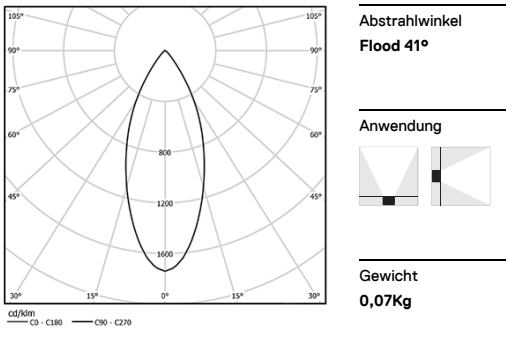 105° 105°
90° 90°
75° 75°
60° 60°
45° 45°
800
1200
1600
30° 15° 0° 15° 30°
cd/klm
C0 - C180 C90 - C270
Abstrahlwinkel
Flood 41°
Anwendung
Gewicht
0,07Kg